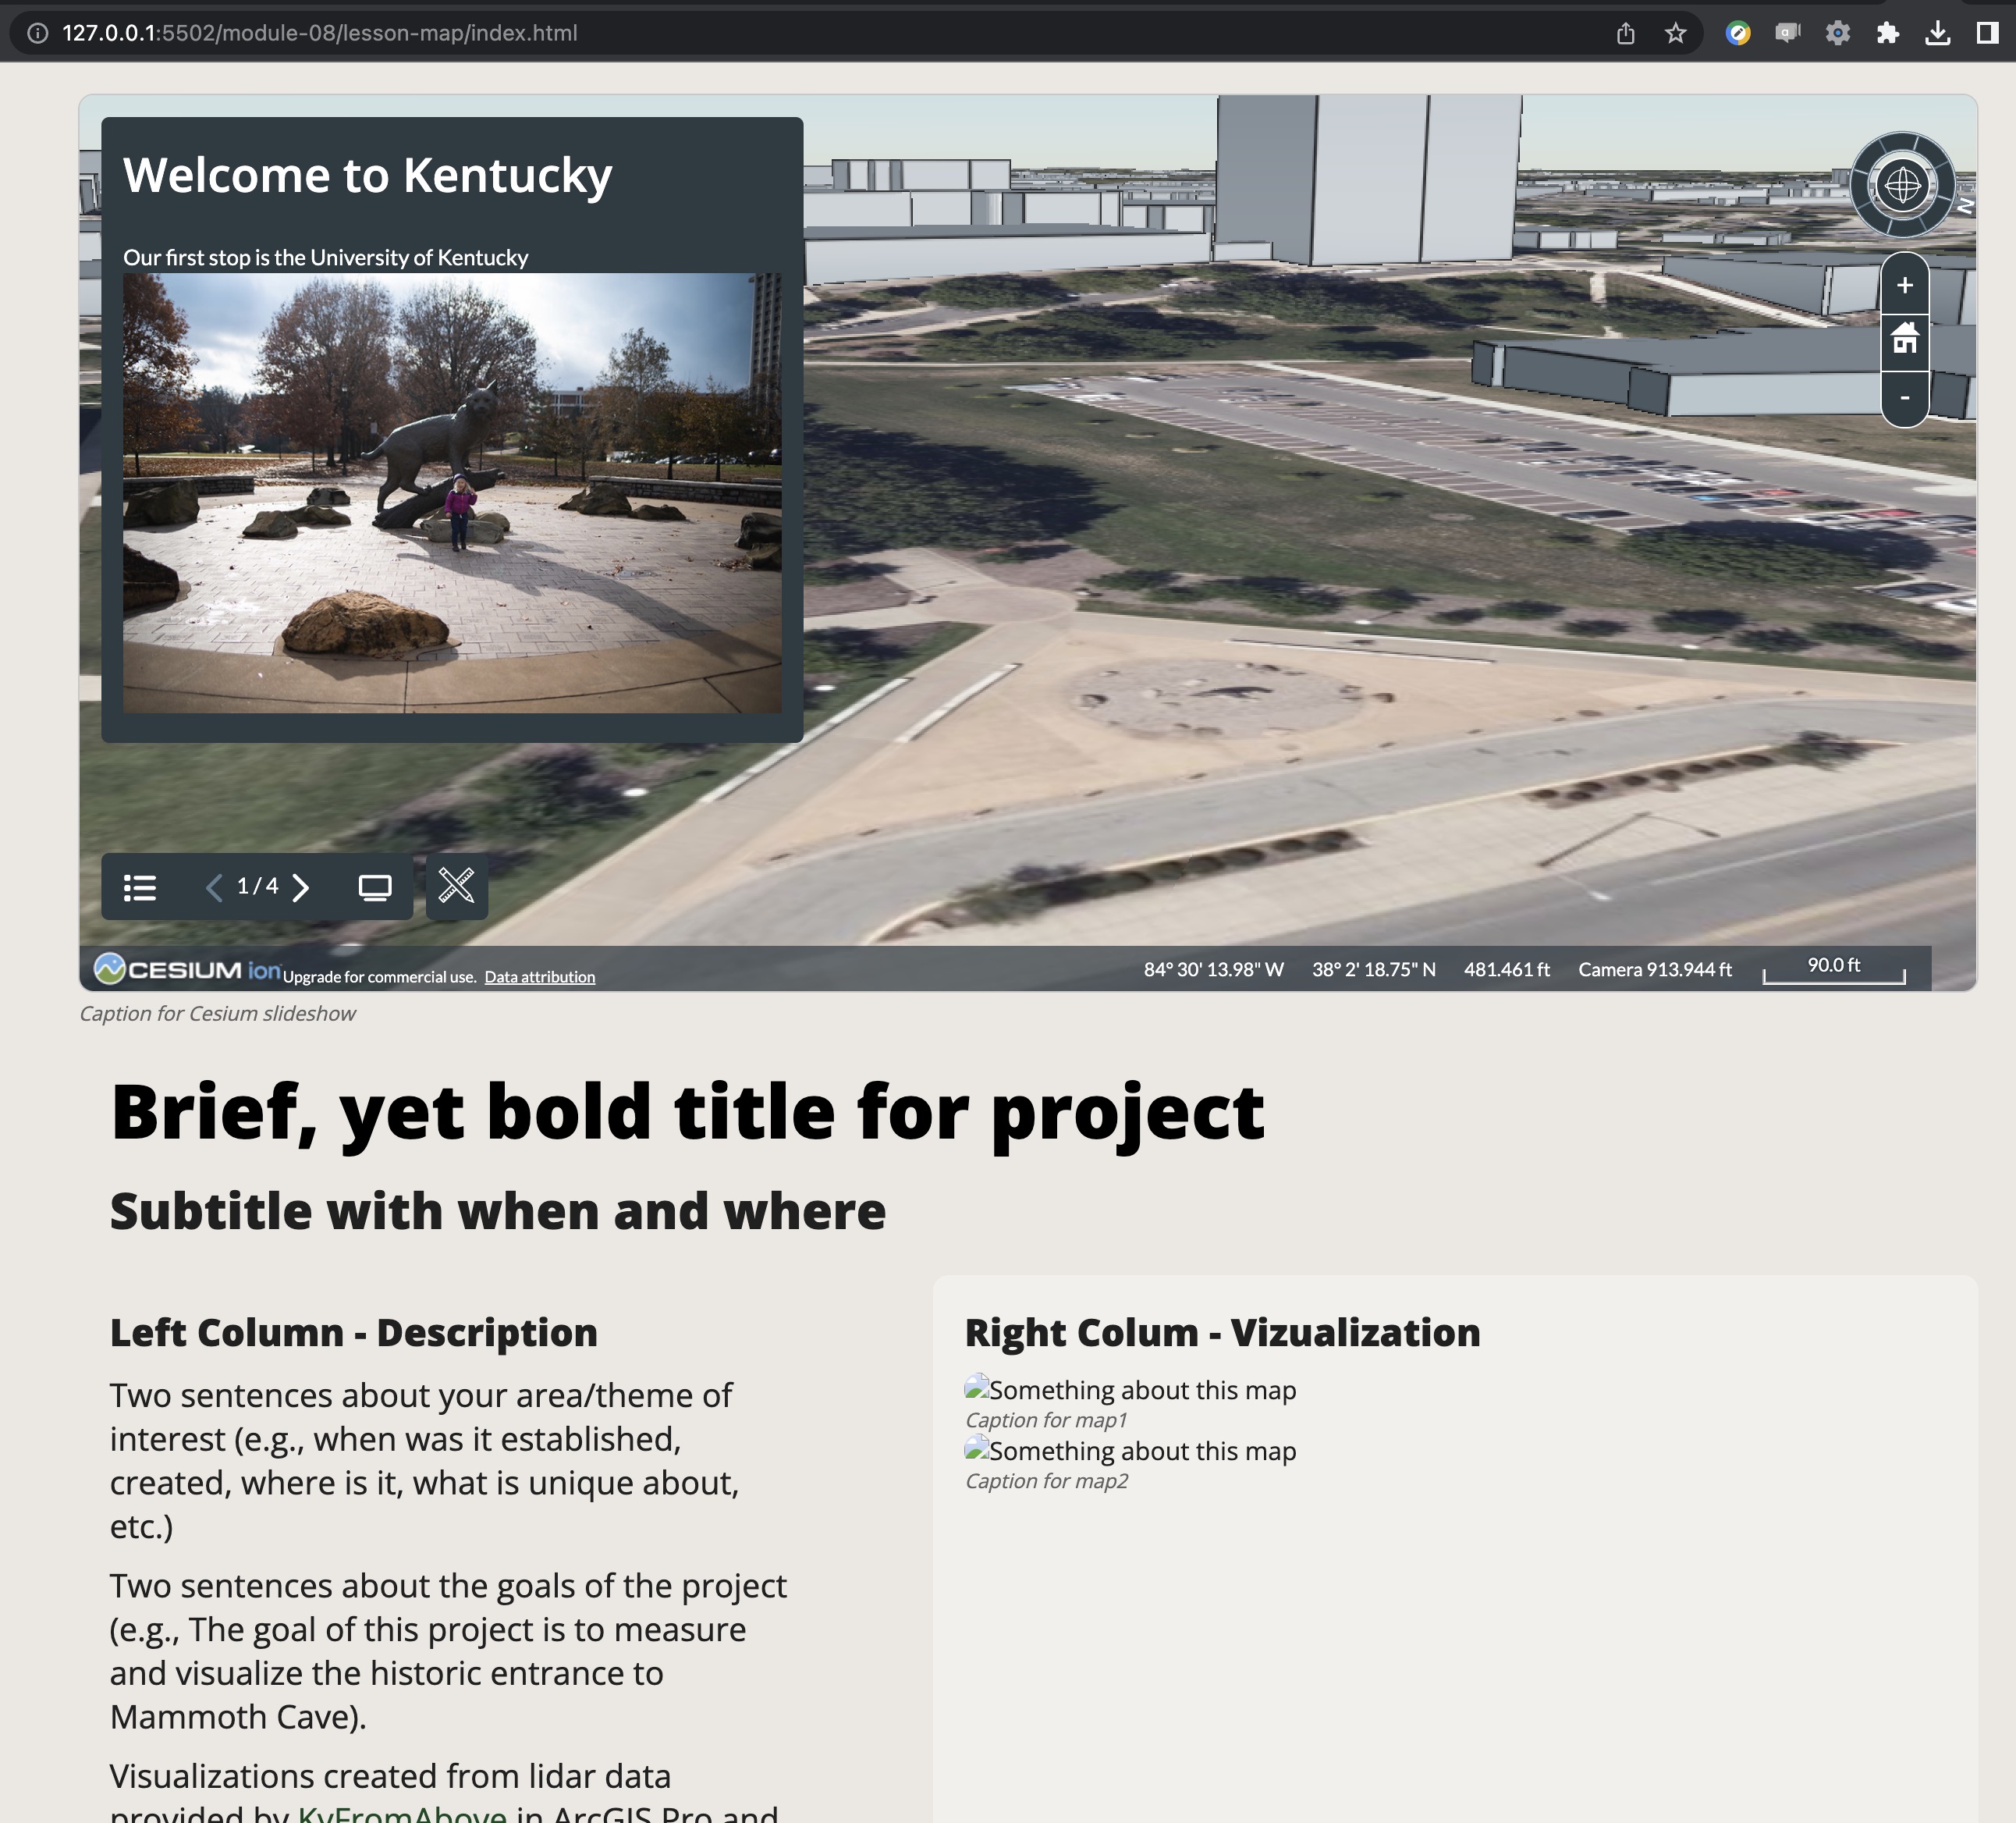 127.0.0.1:5502/module-08/lesson-map/index.html
Welcome to Kentucky
Our first stop is the University of Kentucky
N
+
-
1 / 4
CESIUM ion Upgrade for commercial use. Data attribution
84° 30' 13.98" W 38° 2' 18.75" N 481.461 ft Camera 913.944 ft 90.0 ft
Caption for Cesium slideshow
Brief, yet bold title for project
Subtitle with when and where
Left Column - Description
Two sentences about your area/theme of
interest (e.g., when was it established,
created, where is it, what is unique about,
etc.)
Two sentences about the goals of the project
(e.g., The goal of this project is to measure
and visualize the historic entrance to
Mammoth Cave).
Visualizations created from lidar data
provided by KyFromAbove in ArcGIS Pro and
Right Colum - Vizualization
Something about this map
Caption for map1
Something about this map
Caption for map2